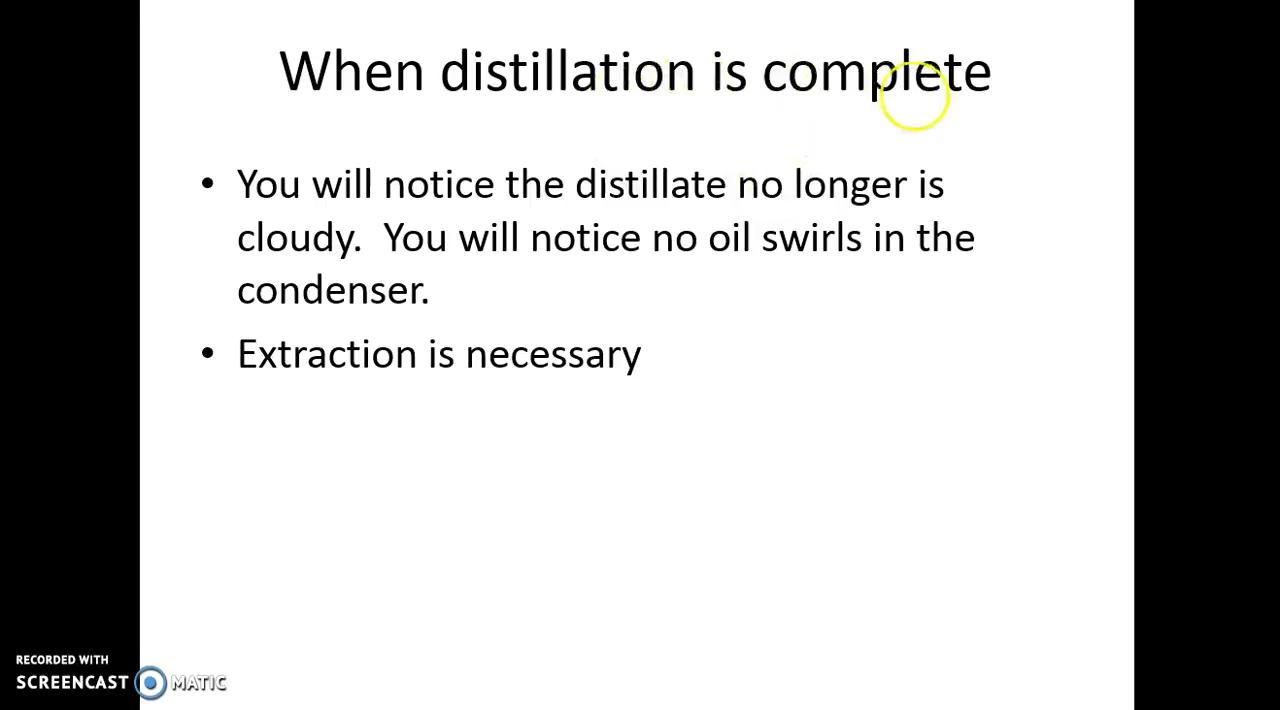 When distillation is complete
• You will notice the distillate no longer is
cloudy.  You will notice no oil swirls in the
condenser.
• Extraction is necessary
RECORDED WITH
SCREENCAST MATIC